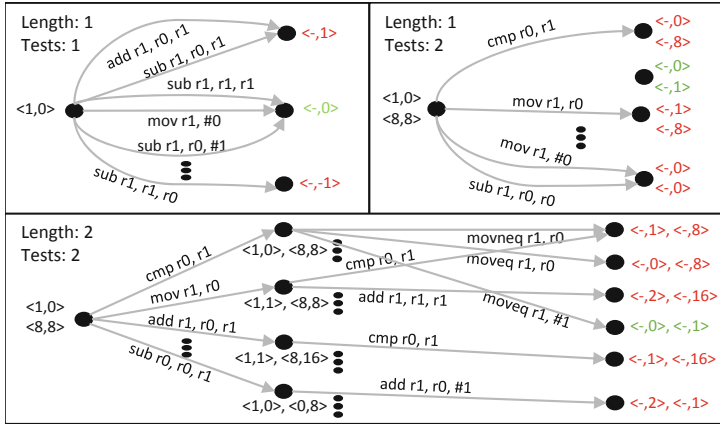 Length: 1
Tests: 1
add r1, r0, r1
sub r1, r0, r1
sub r1, r1, r1
mov r1, #0
sub r1, r0, #1
sub r1, r1, r0
<1,0>
<-,1>
<-,0>
<-,-1>
Length: 1
Tests: 2
cmp r0, r1
mov r1, r0
mov r1, #0
sub r1, r0, r0
<1,0>
<8,8>
<-,0>
<-,8>
<-,0>
<-,1>
<-,1>
<-,8>
<-,0>
<-,0>
Length: 2
Tests: 2
<1,0>
<8,8>
cmp r0, r1
mov r1, r0
add r1, r0, r1
sub r0, r0, r1
<1,0>, <8,8>
<1,1>, <8,8>
<1,1>, <8,16>
<1,0>, <0,8>
movneq r1, r0
cmp r0, r1
moveq r1, r0
moveq r1, #1
add r1, r1, r1
cmp r0, r1
add r1, r0, #1
<-,1>, <-,8>
<-,0>, <-,8>
<-,2>, <-,16>
<-,0>, <-,1>
<-,1>, <-,16>
<-,2>, <-,1>